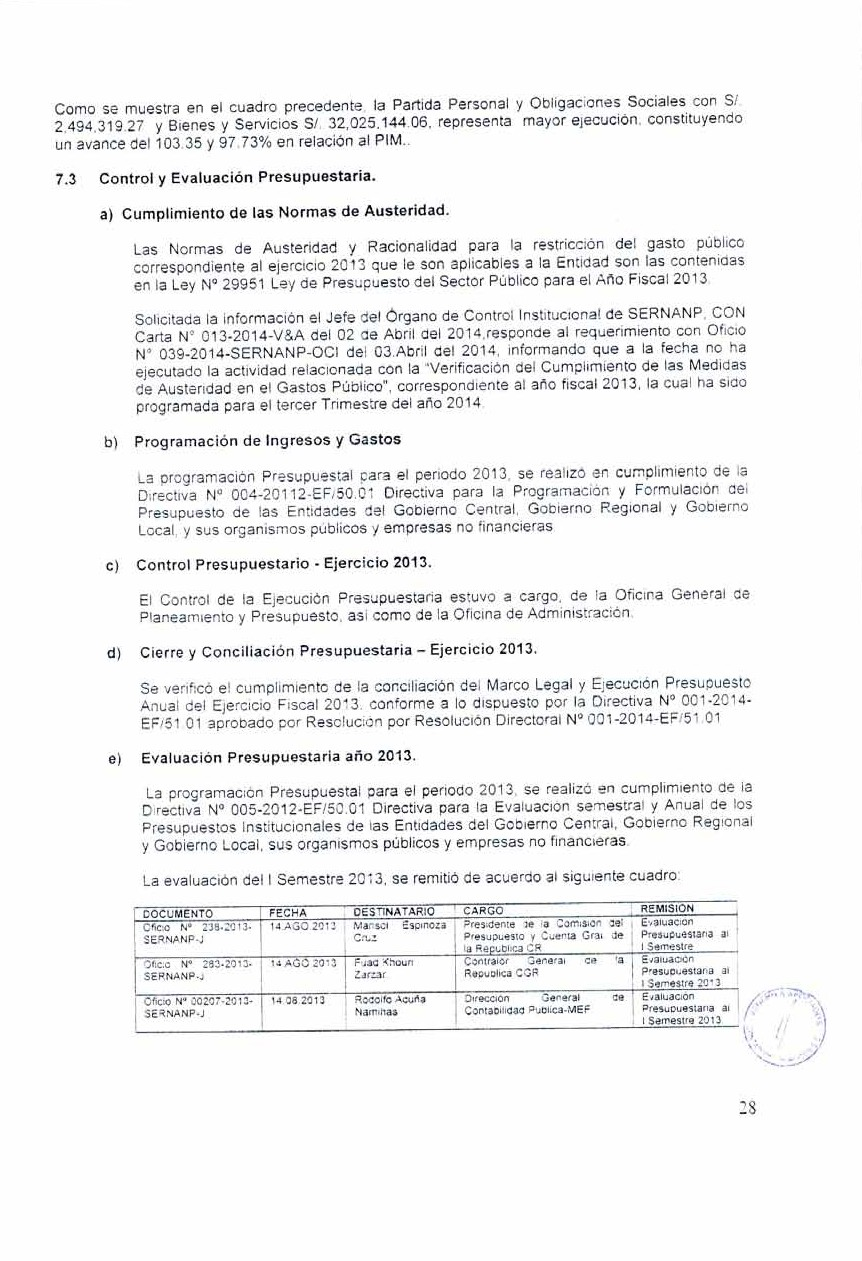 Como se muestra en el cuadro precedente, la Partida Personal y Obligaciones Sociales con S/.
2,494,319.27 y Bienes y Servicios S/. 32,025,144.06, representa mayor ejecución, constituyendo
un avance del 103.35 y 97.73% en relación al PIM..
7.3 Control y Evaluación Presupuestaria.
a) Cumplimiento de las Normas de Austeridad.
Las Normas de Austeridad y Racionalidad para la restricción del gasto público
correspondiente al ejercicio 2013 que le son aplicables a la Entidad son las contenidas
en la Ley N° 29951 Ley de Presupuesto del Sector Público para el Año Fiscal 2013.
Solicitada la información el Jefe del Órgano de Control Institucional de SERNANP, CON
Carta N° 013-2014-V&A del 02 de Abril del 2014,responde al requerimiento con Oficio
N° 039-2014-SERNANP-OCI del 03.Abril del 2014, informando que a la fecha no ha
ejecutado la actividad relacionada con la "Verificación del Cumplimiento de las Medidas
de Austeridad en el Gastos Público", correspondiente al año fiscal 2013, la cual ha sido
programada para el tercer Trimestre del año 2014.
b) Programación de Ingresos y Gastos
La programación Presupuestal para el periodo 2013, se realizó en cumplimiento de la
Directiva N° 004-20112-EF/50.01 Directiva para la Programación y Formulación del
Presupuesto de las Entidades del Gobierno Central, Gobierno Regional y Gobierno
Local, y sus organismos públicos y empresas no financieras.
c) Control Presupuestario - Ejercicio 2013.
El Control de la Ejecución Presupuestaria estuvo a cargo, de la Oficina General de
Planeamiento y Presupuesto, asi como de la Oficina de Administración.
d) Cierre y Conciliación Presupuestaria – Ejercicio 2013.
Se verificó el cumplimiento de la conciliación del Marco Legal y Ejecución Presupuesto
Anual del Ejercicio Fiscal 2013, conforme a lo dispuesto por la Directiva N° 001-2014-
EF/51.01 aprobado por Resolución por Resolución Directoral N° 001-2014-EF/51.01
e) Evaluación Presupuestaria año 2013.
La programación Presupuestal para el periodo 2013, se realizó en cumplimiento de la
Directiva N° 005-2012-EF/50.01 Directiva para la Evaluación semestral y Anual de los
Presupuestos Institucionales de las Entidades del Gobierno Central, Gobierno Regional
y Gobierno Local, sus organismos públicos y empresas no financieras.
La evaluación del I Semestre 2013, se remitió de acuerdo al siguiente cuadro:
DOCUMENTO FECHA DESTINATARIO CARGO REMISION
Oficio N° 238-2013- 14.AGO.2013 Marisol Espinoza Presidente de la Comisión del Evaluación
SERNANP-J Cruz Presupuesto y Cuenta Gral de Presupuestaria al
la Republica CR I Semestre
Oficio N° 283-2013- 14.AGO.2013 Fuad Khouri Contralor General de la Evaluación
SERNANP-J Zarzar Republica CGR Presupuestaria al
I Semestre 2013
Oficio N° 00207-2013- 14.08.2013 Rodolfo Acuña Dirección General de Evaluación
SERNANP-J Namihas Contabilidad Publica-MEF Presupuestaria al
I Semestre 2013
28